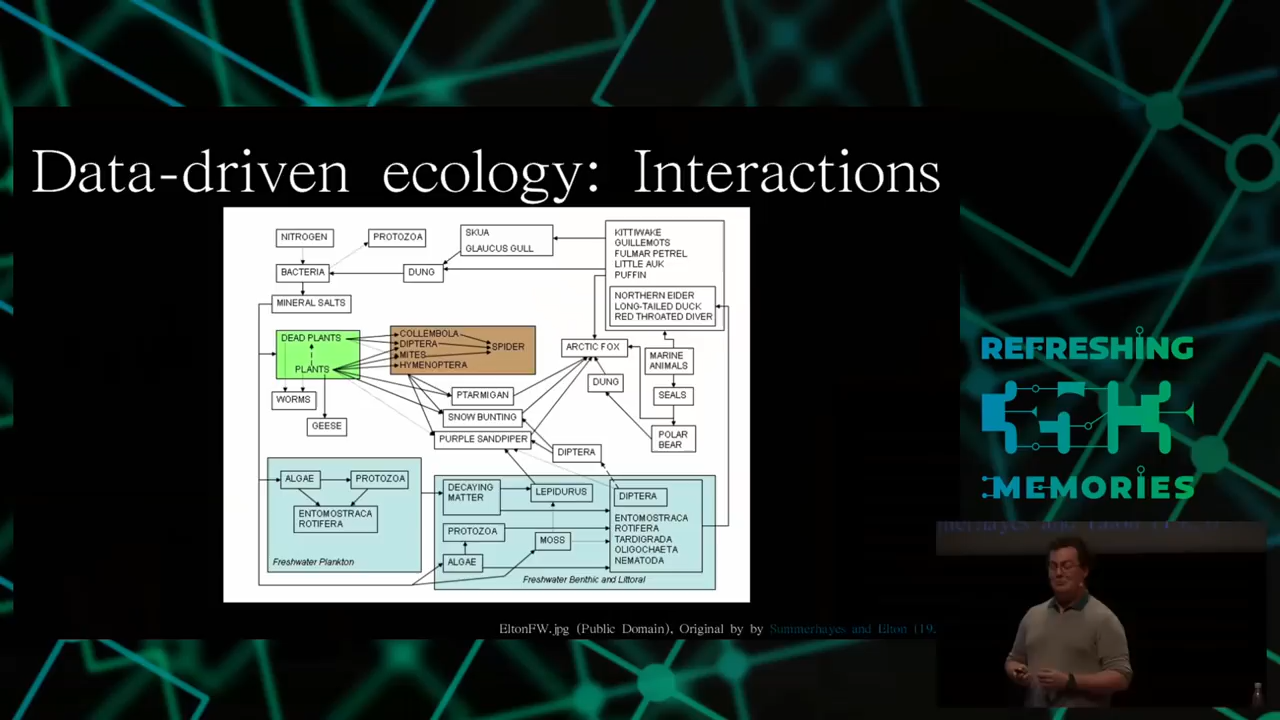 Data-driven ecology: Interactions
NITROGEN
PROTOZOA
SKUA
GLAUCUS GULL
KITTIWAKE
GUILLEMOTS
FULMAR PETREL
LITTLE AUK
PUFFIN
BACTERIA
DUNG
NORTHERN EIDER
LONG-TAILED DUCK
RED THROATED DIVER
MINERAL SALTS
DEAD PLANTS
PLANTS
COLLEMBOLA
DIPTERA
MITES
HYMENOPTERA
SPIDER
ARCTIC FOX
MARINE
ANIMALS
DUNG
SEALS
WORMS
PTARMIGAN
GEESE
SNOW BUNTING
PURPLE SANDPIPER
POLAR
BEAR
DIPTERA
ALGAE
PROTOZOA
ENTOMOSTRACA
ROTIFERA
Freshwater Plankton
DECAYING
MATTER
LEPIDURUS
DIPTERA
PROTOZOA
MOSS
ALGAE
ENTOMOSTRACA
ROTIFERA
TARDIGRADA
OLIGOCHAETA
NEMATODA
Freshwater Benthic and Littoral
EltonFW.jpg (Public Domain), Original by by Summerhayes and Elton (19
REFRESHING
MEMORIES